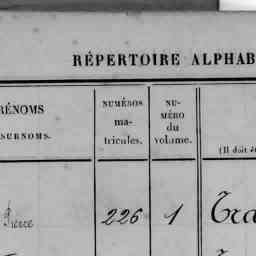 RÉPERTOIRE ALPHAB
RÉNOMS
SURNOMS.
NUMÉROS
ma-
tricules.
NU-
MÉRO
du
volume.
(Il doit ê
Pierre
226
1
Tra